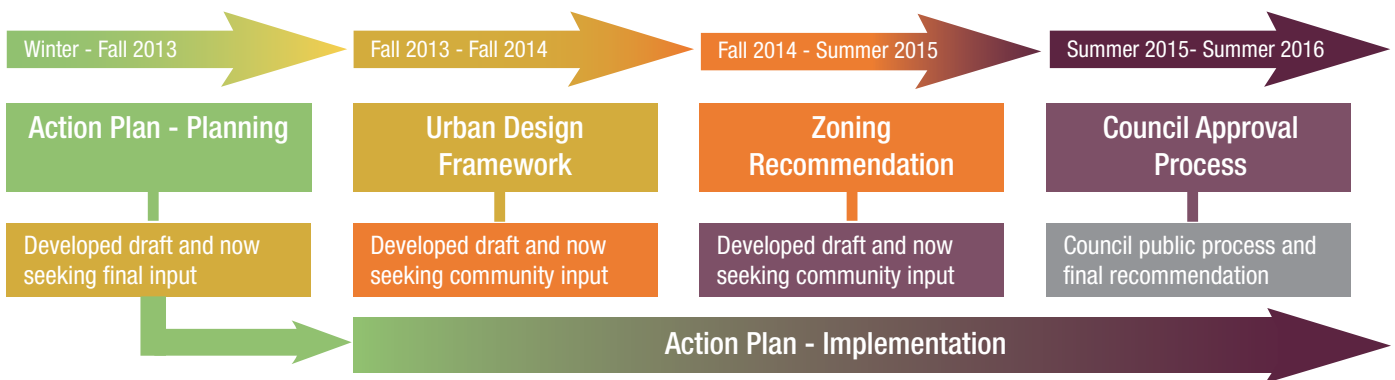 Winter - Fall 2013
Fall 2013 - Fall 2014
Fall 2014 - Summer 2015
Summer 2015- Summer 2016
Action Plan - Planning
Urban Design
Framework
Zoning
Recommendation
Council Approval
Process
Developed draft and now
seeking final input
Developed draft and now
seeking community input
Developed draft and now
seeking community input
Council public process and
final recommendation
Action Plan - Implementation